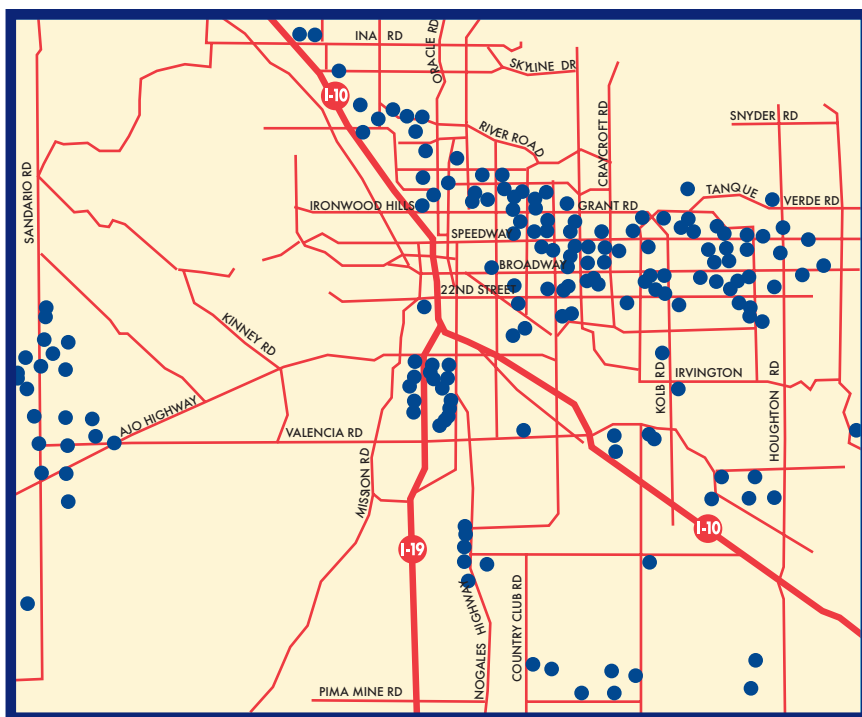 INA RD
ORACLE RD
SKYLINE DR
I-10
SNYDER RD
RIVER ROAD
CRAYCROFT RD
SANDARIO RD
TANQUE VERDE RD
IRONWOOD HILLS
GRANT RD
SPEEDWAY
BROADWAY
22ND STREET
KINNEY RD
KOLB RD
IRVINGTON
HOUGHTON RD
AJO HIGHWAY
VALENCIA RD
MISSION RD
I-10
I-19
NOGALES HIGHWAY
COUNTRY CLUB RD
PIMA MINE RD